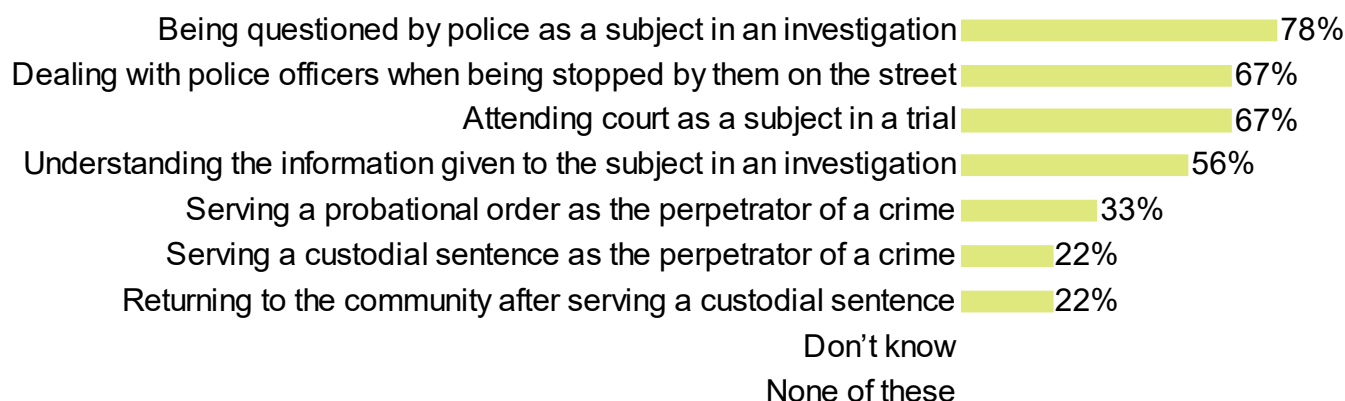 Being questioned by police as a subject in an investigation 78%
Dealing with police officers when being stopped by them on the street 67%
Attending court as a subject in a trial 67%
Understanding the information given to the subject in an investigation 56%
Serving a probational order as the perpetrator of a crime 33%
Serving a custodial sentence as the perpetrator of a crime 22%
Returning to the community after serving a custodial sentence 22%
Don’t know
None of these